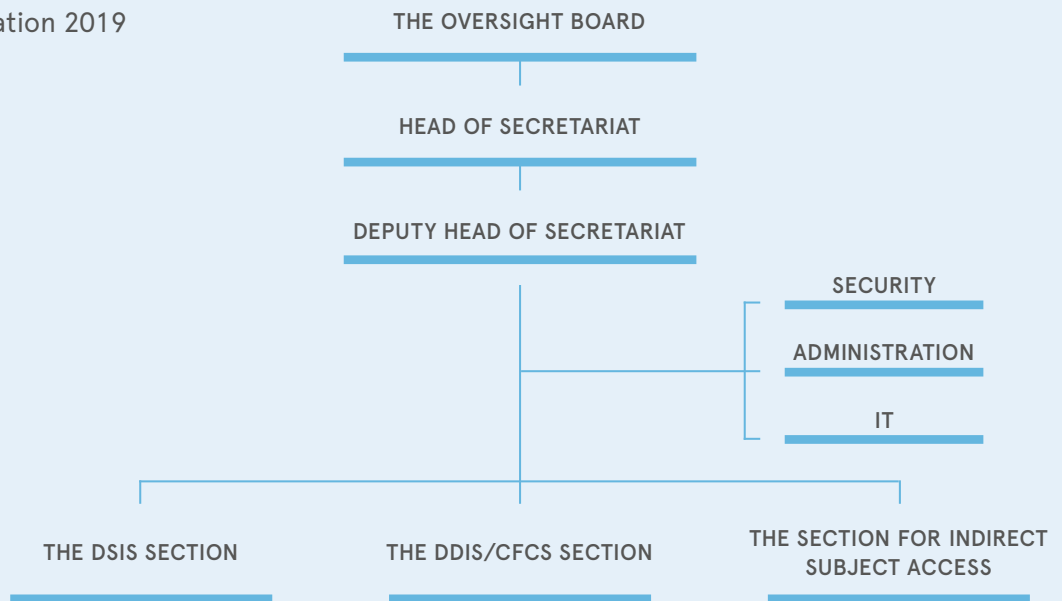 2019
THE OVERSIGHT BOARD
HEAD OF SECRETARIAT
DEPUTY HEAD OF SECRETARIAT
SECURITY
ADMINISTRATION
IT
THE DSIS SECTION
THE DDIS/CFCS SECTION
THE SECTION FOR INDIRECT
SUBJECT ACCESS